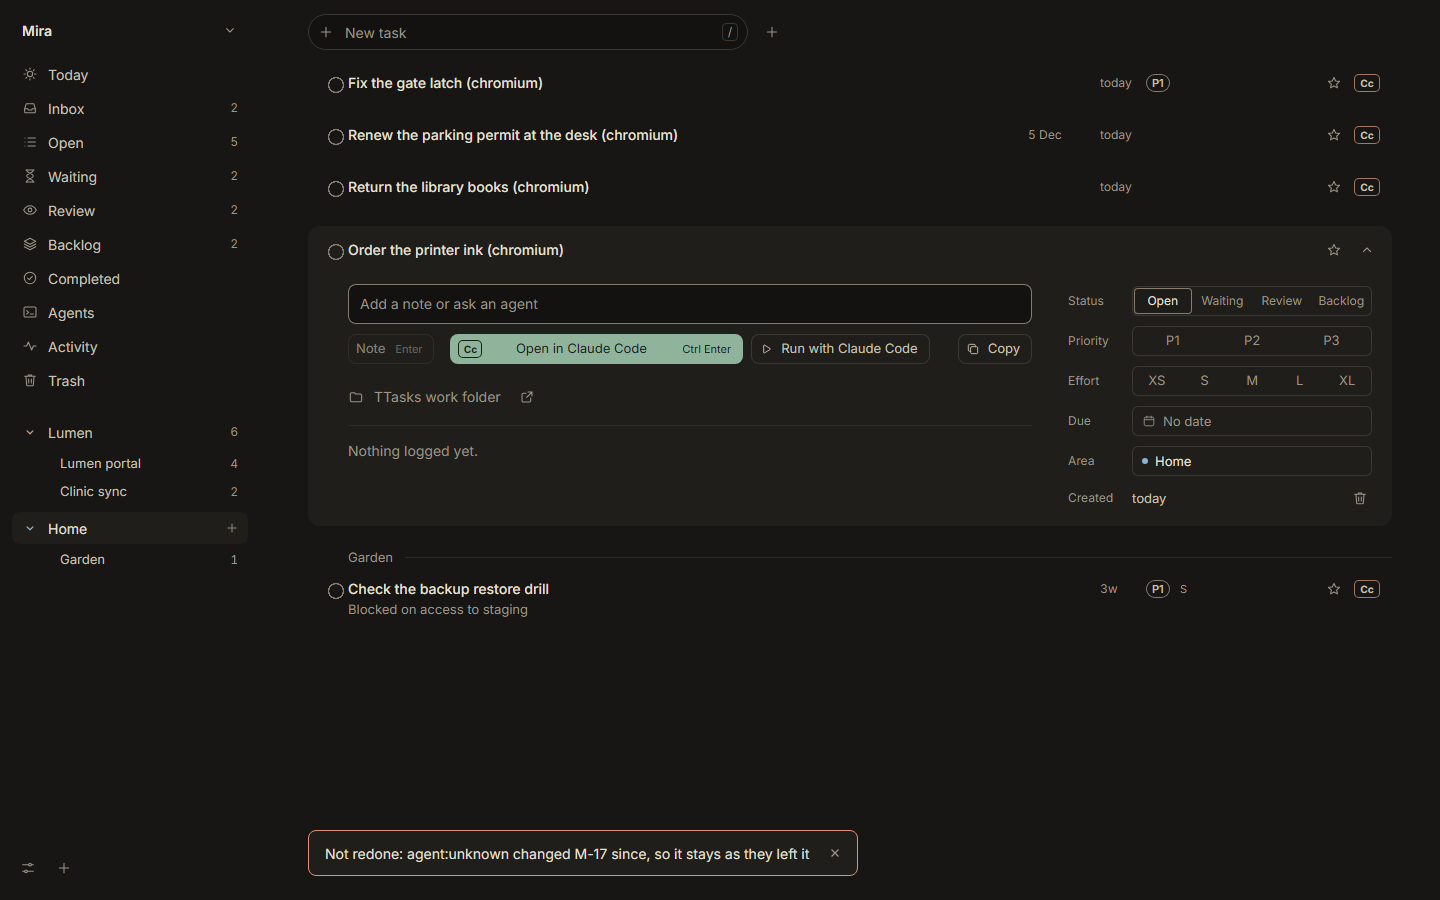 Mira
Today
Inbox 2
Open 5
Waiting 2
Review 2
Backlog 2
Completed
Agents
Activity
Trash
Lumen 6
Lumen portal 4
Clinic sync 2
Home
Garden 1
New task /
Fix the gate latch (chromium) today P1 Cc
Renew the parking permit at the desk (chromium) 5 Dec today Cc
Return the library books (chromium) today Cc
Order the printer ink (chromium)
Add a note or ask an agent
Note Enter Cc Open in Claude Code Ctrl Enter Run with Claude Code Copy
TTasks work folder
Nothing logged yet.
Status Open Waiting Review Backlog
Priority P1 P2 P3
Effort XS S M L XL
Due No date
Area Home
Created today
Garden
Check the backup restore drill 3w P1 S Cc
Blocked on access to staging
Not redone: agent:unknown changed M-17 since, so it stays as they left it